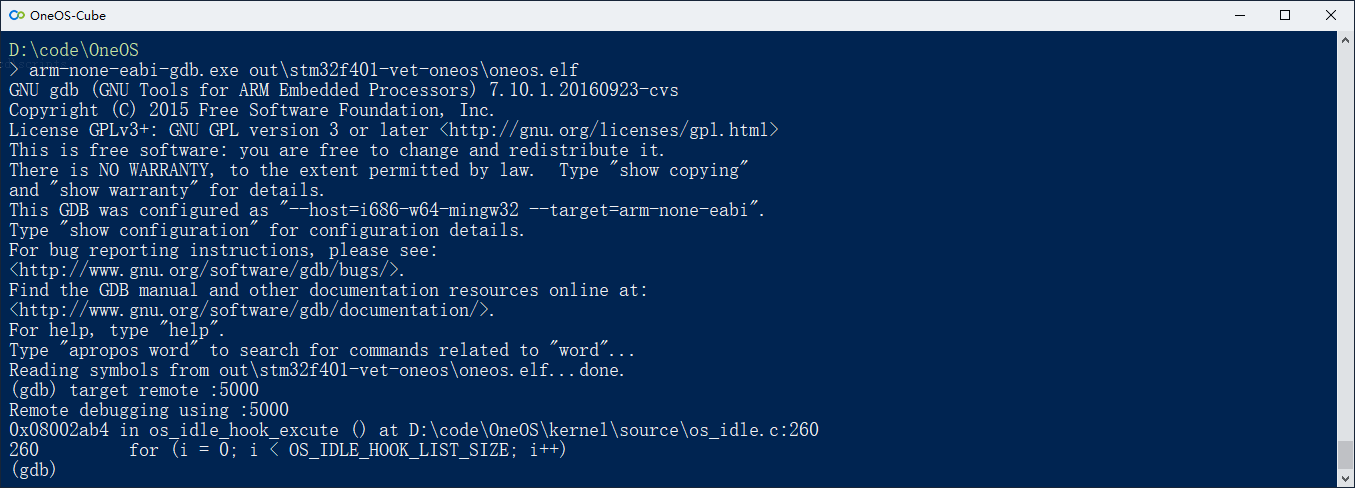 OneOS-Cube
D:\code\OneOS
> arm-none-eabi-gdb.exe out\stm32f401-vet-oneos\oneos.elf
GNU gdb (GNU Tools for ARM Embedded Processors) 7.10.1.20160923-cvs
Copyright (C) 2015 Free Software Foundation, Inc.
License GPLv3+: GNU GPL version 3 or later <http://gnu.org/licenses/gpl.html>
This is free software: you are free to change and redistribute it.
There is NO WARRANTY, to the extent permitted by law.  Type "show copying"
and "show warranty" for details.
This GDB was configured as "--host=i686-w64-mingw32 --target=arm-none-eabi".
Type "show configuration" for configuration details.
For bug reporting instructions, please see:
<http://www.gnu.org/software/gdb/bugs/>.
Find the GDB manual and other documentation resources online at:
<http://www.gnu.org/software/gdb/documentation/>.
For help, type "help".
Type "apropos word" to search for commands related to "word"...
Reading symbols from out\stm32f401-vet-oneos\oneos.elf...done.
(gdb) target remote :5000
Remote debugging using :5000
0x08002ab4 in os_idle_hook_excute () at D:\code\OneOS\kernel\source\os_idle.c:260
260         for (i = 0; i < OS_IDLE_HOOK_LIST_SIZE; i++)
(gdb)